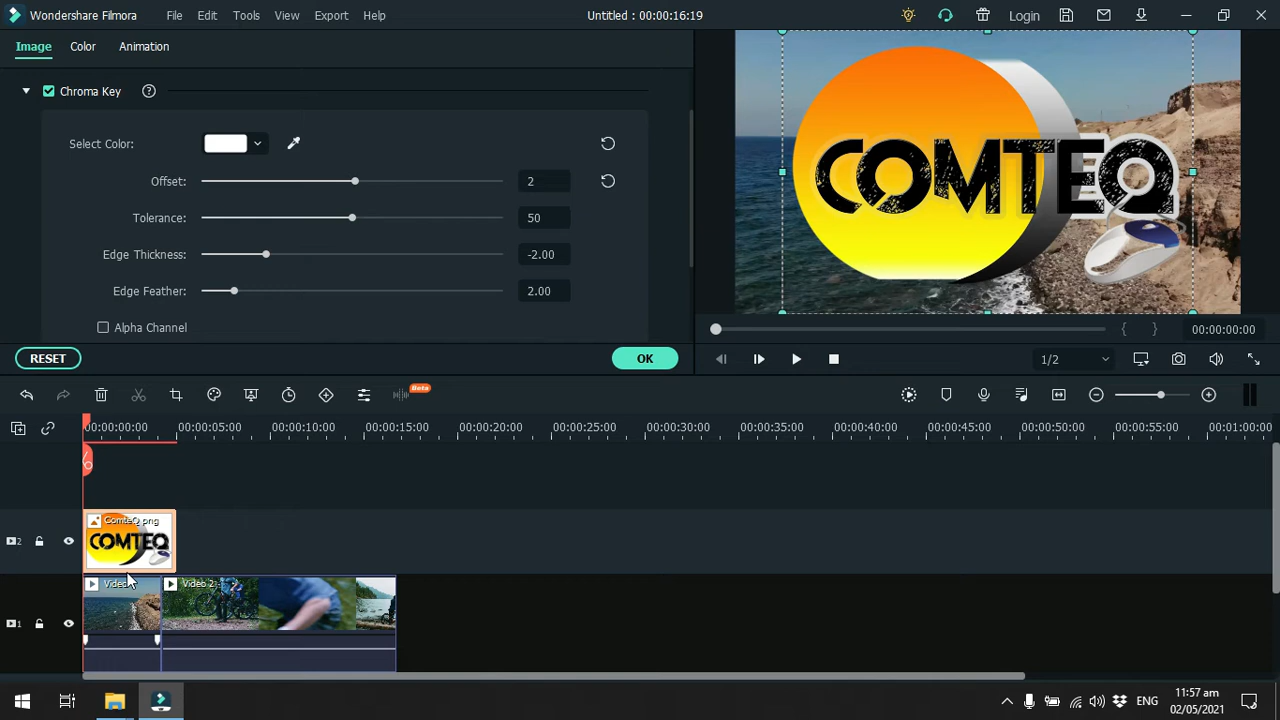 Wondershare Filmora
File
Edit
Tools
View
Export
Help
Untitled : 00:00:16:19
Login
Image
Color
Animation
Chroma Key
Select Color:
Offset:
2
Tolerance:
50
Edge Thickness:
-2.00
Edge Feather:
2.00
Alpha Channel
RESET
OK
COMTEQ
00:00:00:00
1/2
Beta
00:00:00:00
00:00:05:00
00:00:10:00
00:00:15:00
00:00:20:00
00:00:25:00
00:00:30:00
00:00:35:00
00:00:40:00
00:00:45:00
00:00:50:00
00:00:55:00
00:01:00:00
2
ComteQ png
COMTEQ
1
Video
Video 2
ENG
11:57 am
02/05/2021